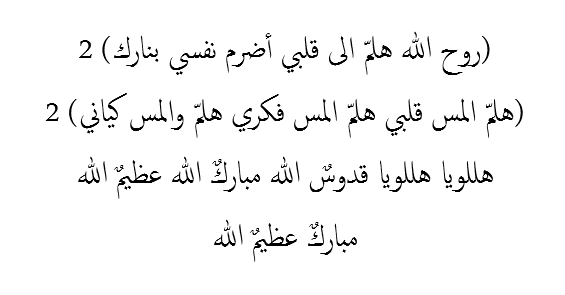 (روح الله هلمّ الى قلبي أضرم نفسي بنارك) 2
(هلمّ المس قلبي هلمّ المس فكري هلمّ والمس كياني) 2
هللويا هللويا قدوسٌ الله مباركٌ الله عظيمٌ الله
مباركٌ عظيمٌ الله